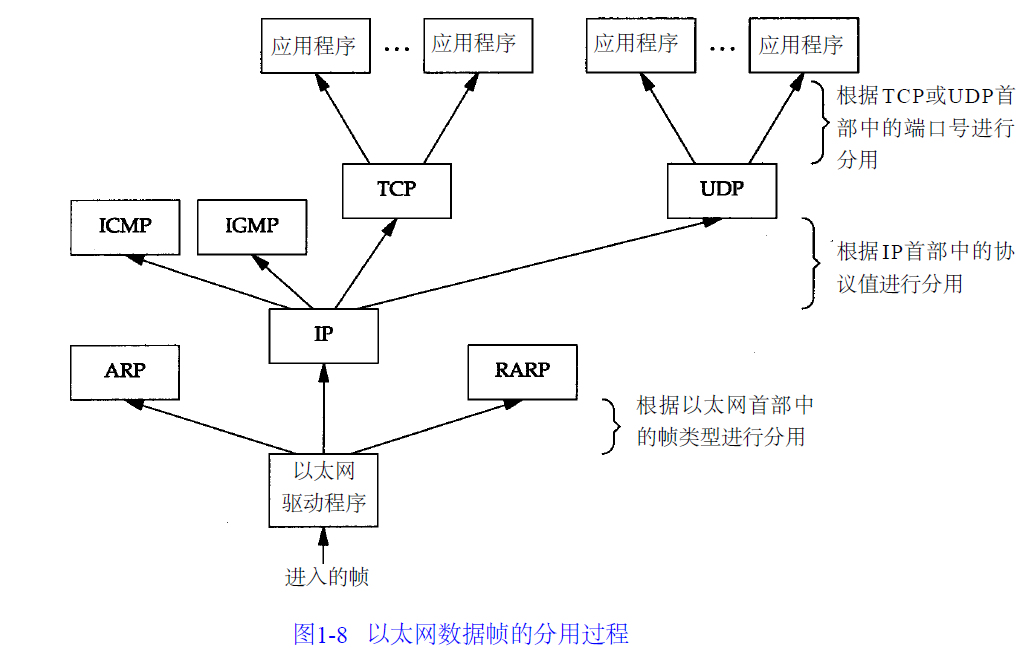 应用程序 … 应用程序 应用程序 … 应用程序
根据TCP或UDP首
部中的端口号进行
分用
TCP UDP
ICMP IGMP
根据IP首部中的协
议值进行分用
IP
ARP RARP
根据以太网首部中
的帧类型进行分用
以太网
驱动程序
进入的帧
图1-8 以太网数据帧的分用过程